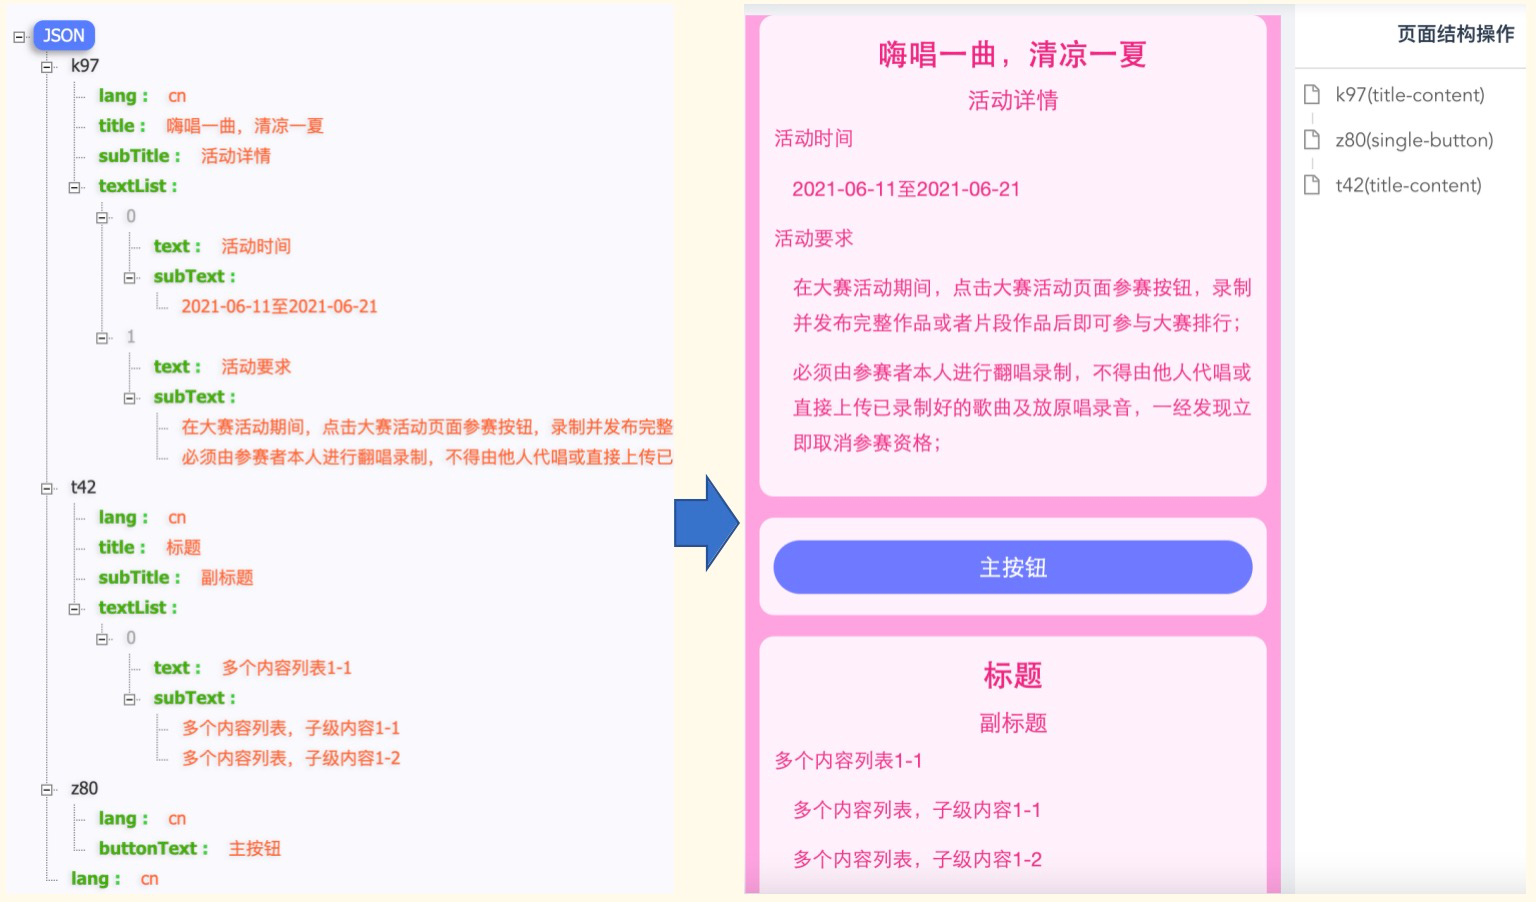 JSON
k97
lang : cn
title : 嗨唱一曲，清凉一夏
subTitle : 活动详情
textList :
0
text : 活动时间
subText :
2021-06-11至2021-06-21
1
text : 活动要求
subText :
在大赛活动期间，点击大赛活动页面参赛按钮，录制并发布完整
必须由参赛者本人进行翻唱录制，不得由他人代唱或直接上传已
t42
lang : cn
title : 标题
subTitle : 副标题
textList :
0
text : 多个内容列表1-1
subText :
多个内容列表，子级内容1-1
多个内容列表，子级内容1-2
z80
lang : cn
buttonText : 主按钮
lang : cn
嗨唱一曲，清凉一夏
活动详情
活动时间
2021-06-11至2021-06-21
活动要求
在大赛活动期间，点击大赛活动页面参赛按钮，录制
并发布完整作品或者片段作品后即可参与大赛排行；
必须由参赛者本人进行翻唱录制，不得由他人代唱或
直接上传已录制好的歌曲及放原唱录音，一经发现立
即取消参赛资格；
主按钮
标题
副标题
多个内容列表1-1
多个内容列表，子级内容1-1
多个内容列表，子级内容1-2
页面结构操作
k97(title-content)
z80(single-button)
t42(title-content)